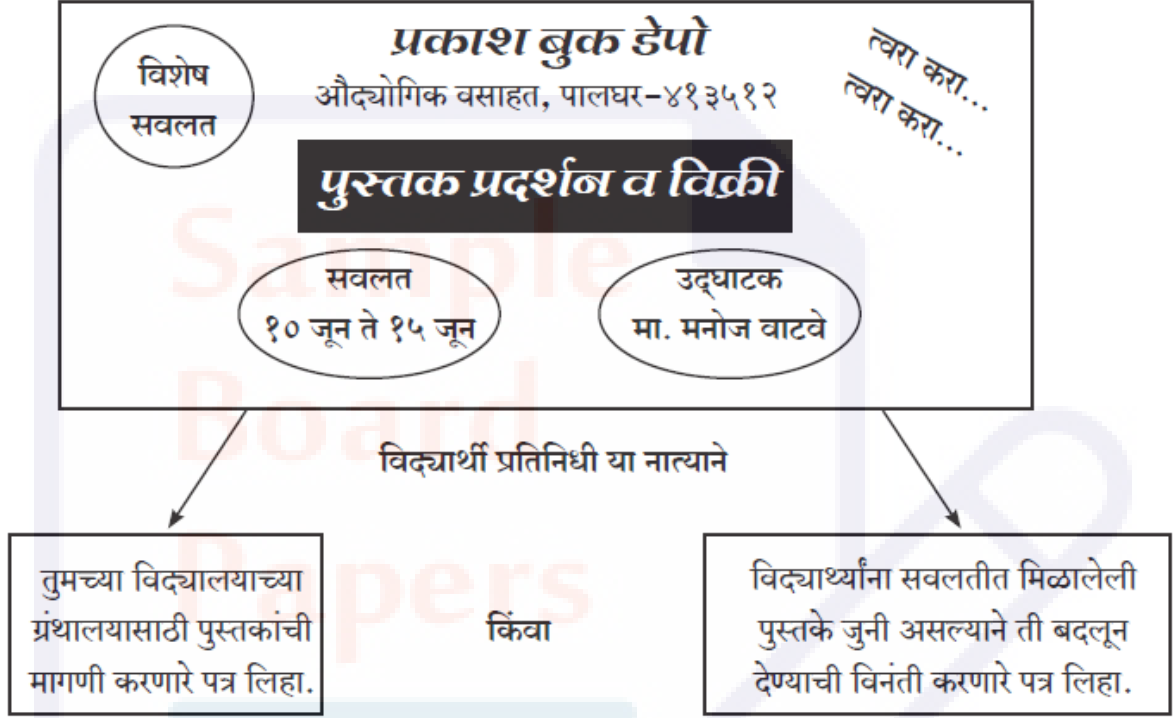 विशेष
सवलत
प्रकाश बुक डेपो
औद्योगिक वसाहत, पालघर-४१३५१२
त्वरा करा...
त्वरा करा...
पुस्तक प्रदर्शन व विक्री
सवलत
१० जून ते १५ जून
उद्‌घाटक
मा. मनोज वाटवे
विद्यार्थी प्रतिनिधी या नात्याने
तुमच्या विद्यालयाच्या
ग्रंथालयासाठी पुस्तकांची
मागणी करणारे पत्र लिहा.
किंवा
विद्यार्थ्यांना सवलतीत मिळालेली
पुस्तके जुनी असल्याने ती बदलून
देण्याची विनंती करणारे पत्र लिहा.
Sample
Board
Papers